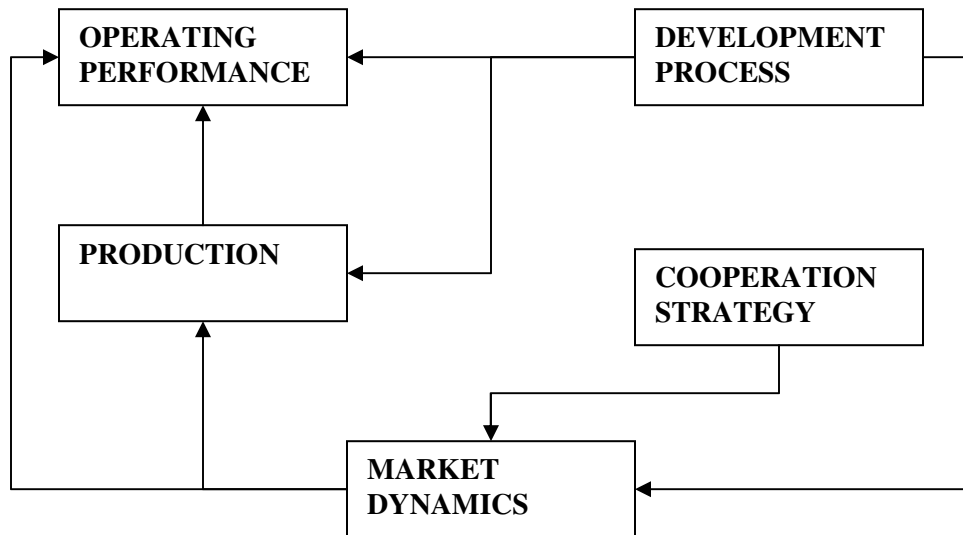 OPERATING
PERFORMANCE
DEVELOPMENT
PROCESS
PRODUCTION
COOPERATION
STRATEGY
MARKET
DYNAMICS